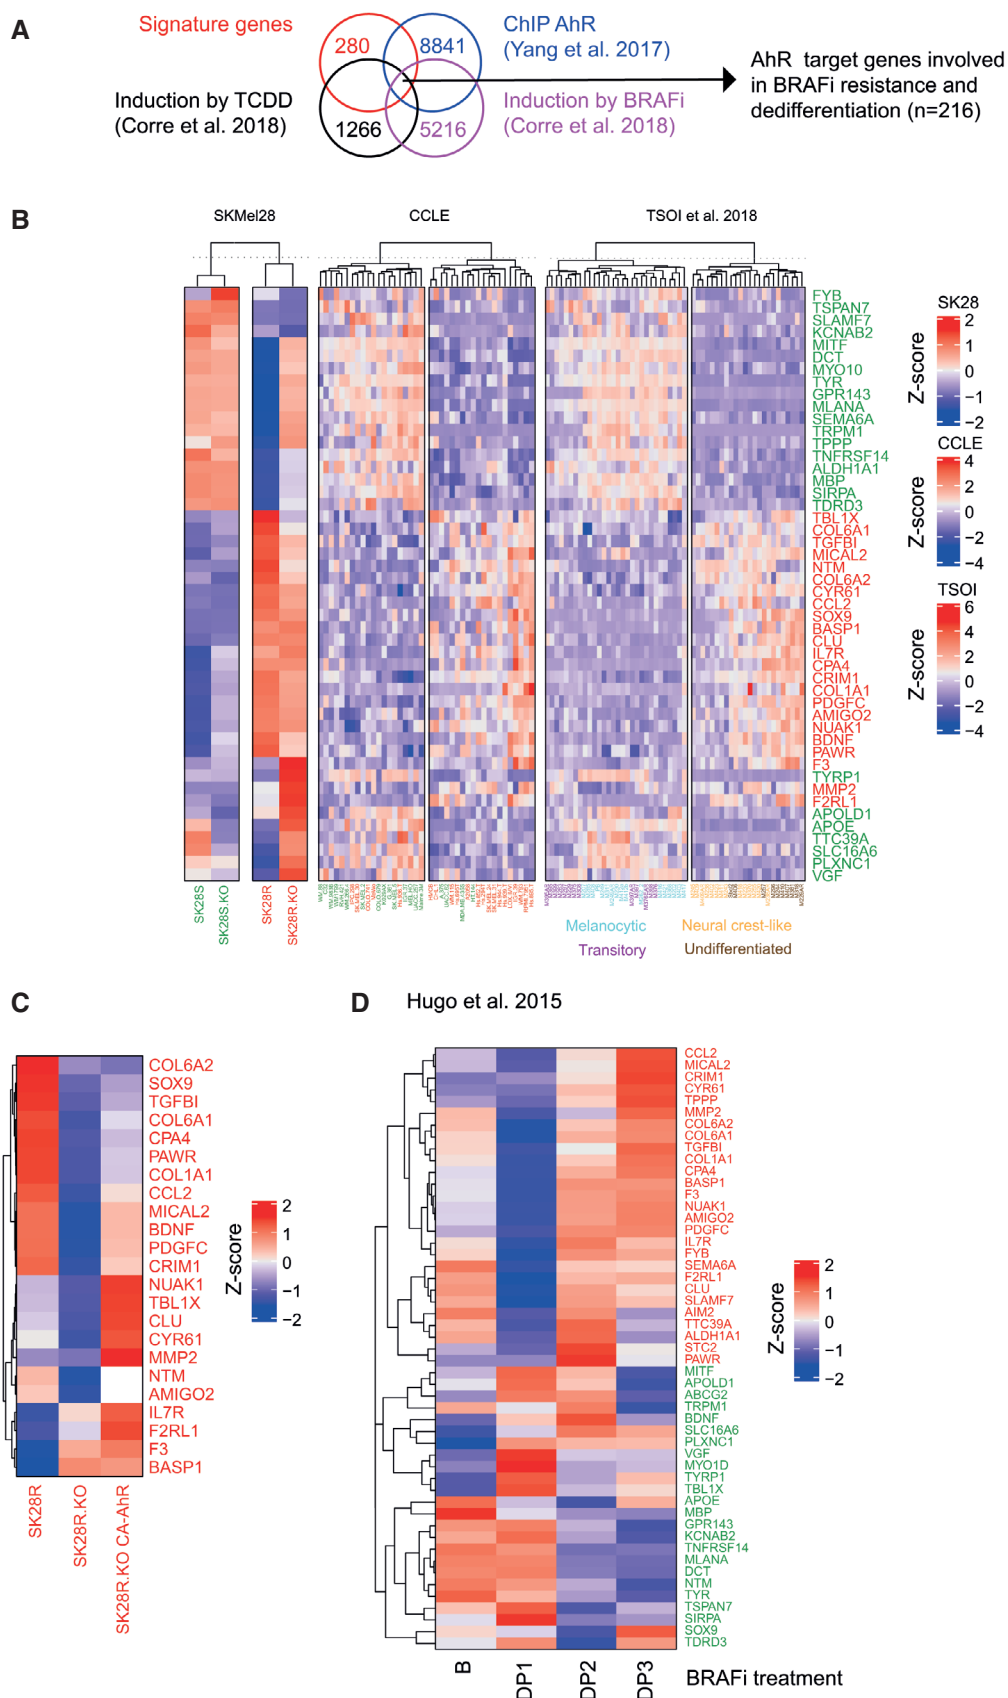 A
Signature genes
280
8841
ChIP AhR
(Yang et al. 2017)
Induction by TCDD
(Corre et al. 2018)
1266
5216
Induction by BRAFi
(Corre et al. 2018)
AhR target genes involved
in BRAFi resistance and
dedifferentiation (n=216)
B
SKMel28
CCLE
TSOI et al. 2018
FYB
TSPAN7
SLAMF7
KCNAB2
MITF
DCT
MYO10
TYR
GPR143
MLANA
SEMA6A
TRPM1
TPPP
TNFRSF14
ALDH1A1
MBP
SIRPA
TDRD3
TBL1X
COL6A1
TGFBI
MICAL2
NTM
COL6A2
CYR61
CCL2
SOX9
BASP1
CLU
IL7R
CPA4
CRIM1
COL1A1
PDGFC
AMIGO2
NUAK1
BDNF
PAWR
F3
TYRP1
MMP2
F2RL1
APOLD1
APOE
TTC39A
SLC16A6
PLXNC1
VGF
SK28
Z-score
2
1
0
−1
−2
CCLE
Z-score
4
2
0
−2
−4
TSOI
Z-score
6
4
2
0
−2
−4
SK28S
SK28S.KO
SK28R
SK28R.KO
Melanocytic
Transitory
Neural crest-like
Undifferentiated
C
COL6A2
SOX9
TGFBI
COL6A1
CPA4
PAWR
COL1A1
CCL2
MICAL2
BDNF
PDGFC
CRIM1
NUAK1
TBL1X
CLU
CYR61
MMP2
NTM
AMIGO2
IL7R
F2RL1
F3
BASP1
SK28R
SK28R.KO
SK28R.KO CA-AhR
Z-score
2
1
0
−1
−2
D
Hugo et al. 2015
CCL2
MICAL2
CRIM1
CYR61
TPPP
MMP2
COL6A2
COL6A1
TGFBI
COL1A1
CPA4
BASP1
F3
NUAK1
AMIGO2
PDGFC
IL7R
FYB
SEMA6A
F2RL1
CLU
SLAMF7
AIM2
TTC39A
ALDH1A1
STC2
PAWR
MITF
APOLD1
ABCG2
TRPM1
BDNF
SLC16A6
PLXNC1
VGF
MYO1D
TYRP1
TBL1X
APOE
MBP
GPR143
KCNAB2
TNFRSF14
MLANA
DCT
NTM
TYR
TSPAN7
SIRPA
SOX9
TDRD3
Z-score
2
1
0
−1
−2
B
DP1
DP2
DP3
BRAFi treatment